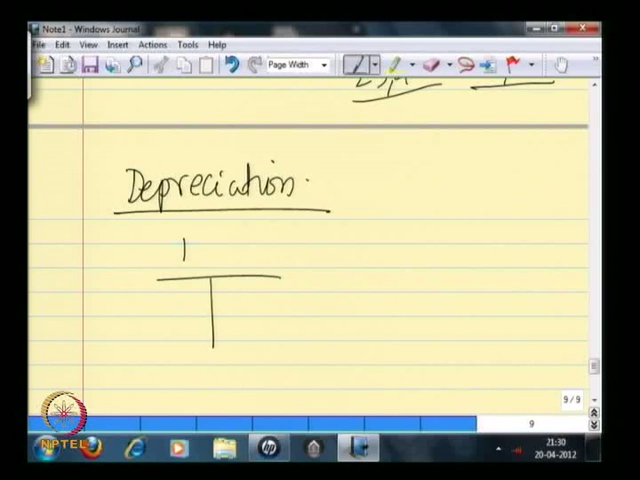 Note1 - Windows Journal
File Edit View Insert Actions Tools Help
Page Width
Depreciation.
9 / 9
9
NPTEL
hp
21:30
20-04-2012